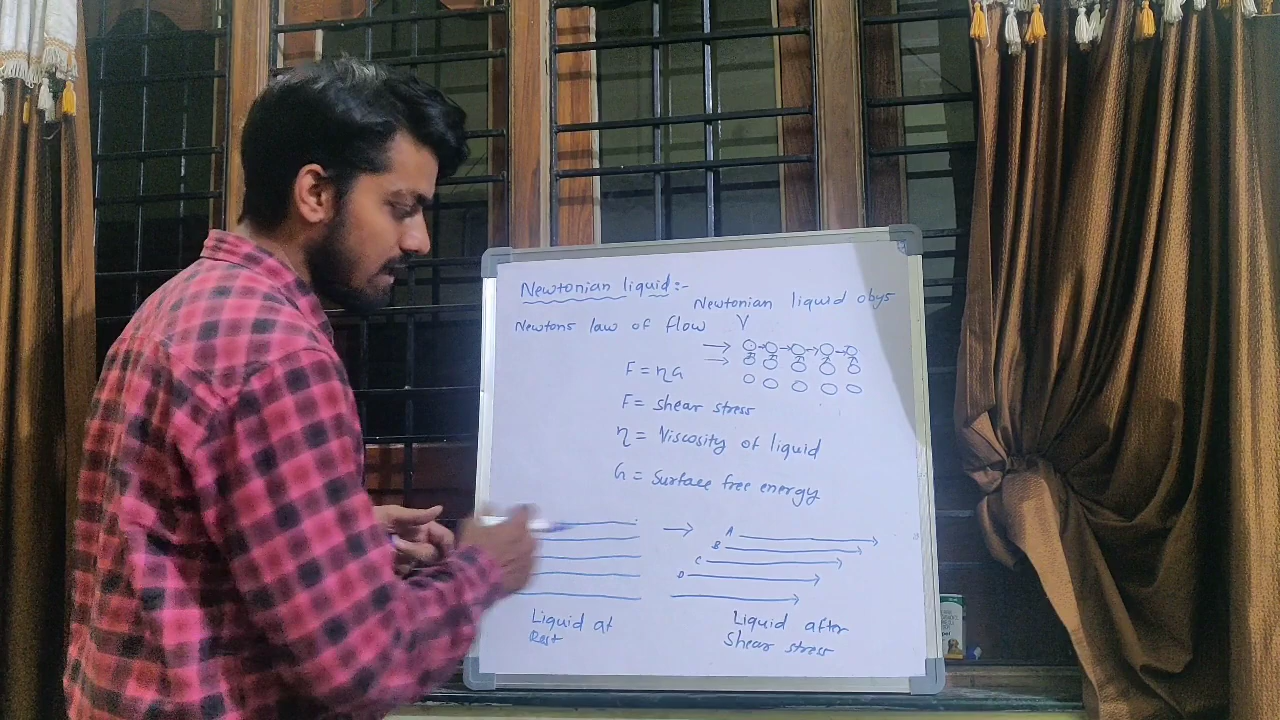 Newtonian liquid:-
Newtonian liquid obys
Newtons law of flow
V
F = ηG
F = shear stress
η = Viscosity of liquid
G = Surface free energy
A
B
C
D
Liquid at
Rest
Liquid after
Shear stress